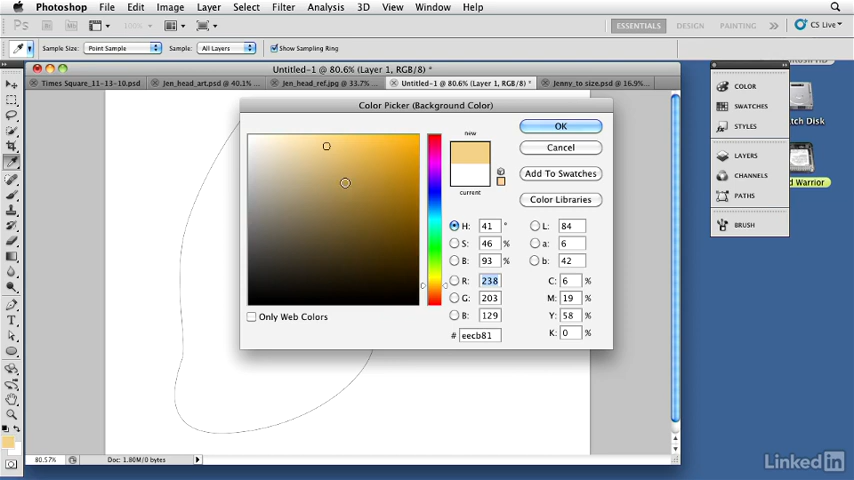 File Edit Image Layer Select Filter Analysis 3D View Window Help
Ps 100% ESSENTIALS DESIGN PAINTING CS Live
Sample Size: Point Sample Sample: All Layers Show Sampling Ring
Untitled-1 @ 80.6% (Layer 1, RGB/8) *
Times Square_11-13-10.psd Jen_head_art.psd @ 40.1% ... Jen_head_ref.jpg @ 33.7% ... Untitled-1 @ 80.6% (Layer 1, RGB/8) * Jenny_to size.psd @ 16.9%...
Color Picker (Background Color)
new
current
OK
Cancel
Add To Swatches
Color Libraries
H: 41 ° L: 84
S: 46 % a: 6
B: 93 % b: 42
R: 238 C: 6 %
G: 203 M: 19 %
B: 129 Y: 58 %
# eecb81 K: 0 %
Only Web Colors
COLOR
SWATCHES
STYLES
LAYERS
CHANNELS
PATHS
BRUSH
tch Disk
d Warrior
80.57% Doc: 1.80M/0 bytes
LinkedIn